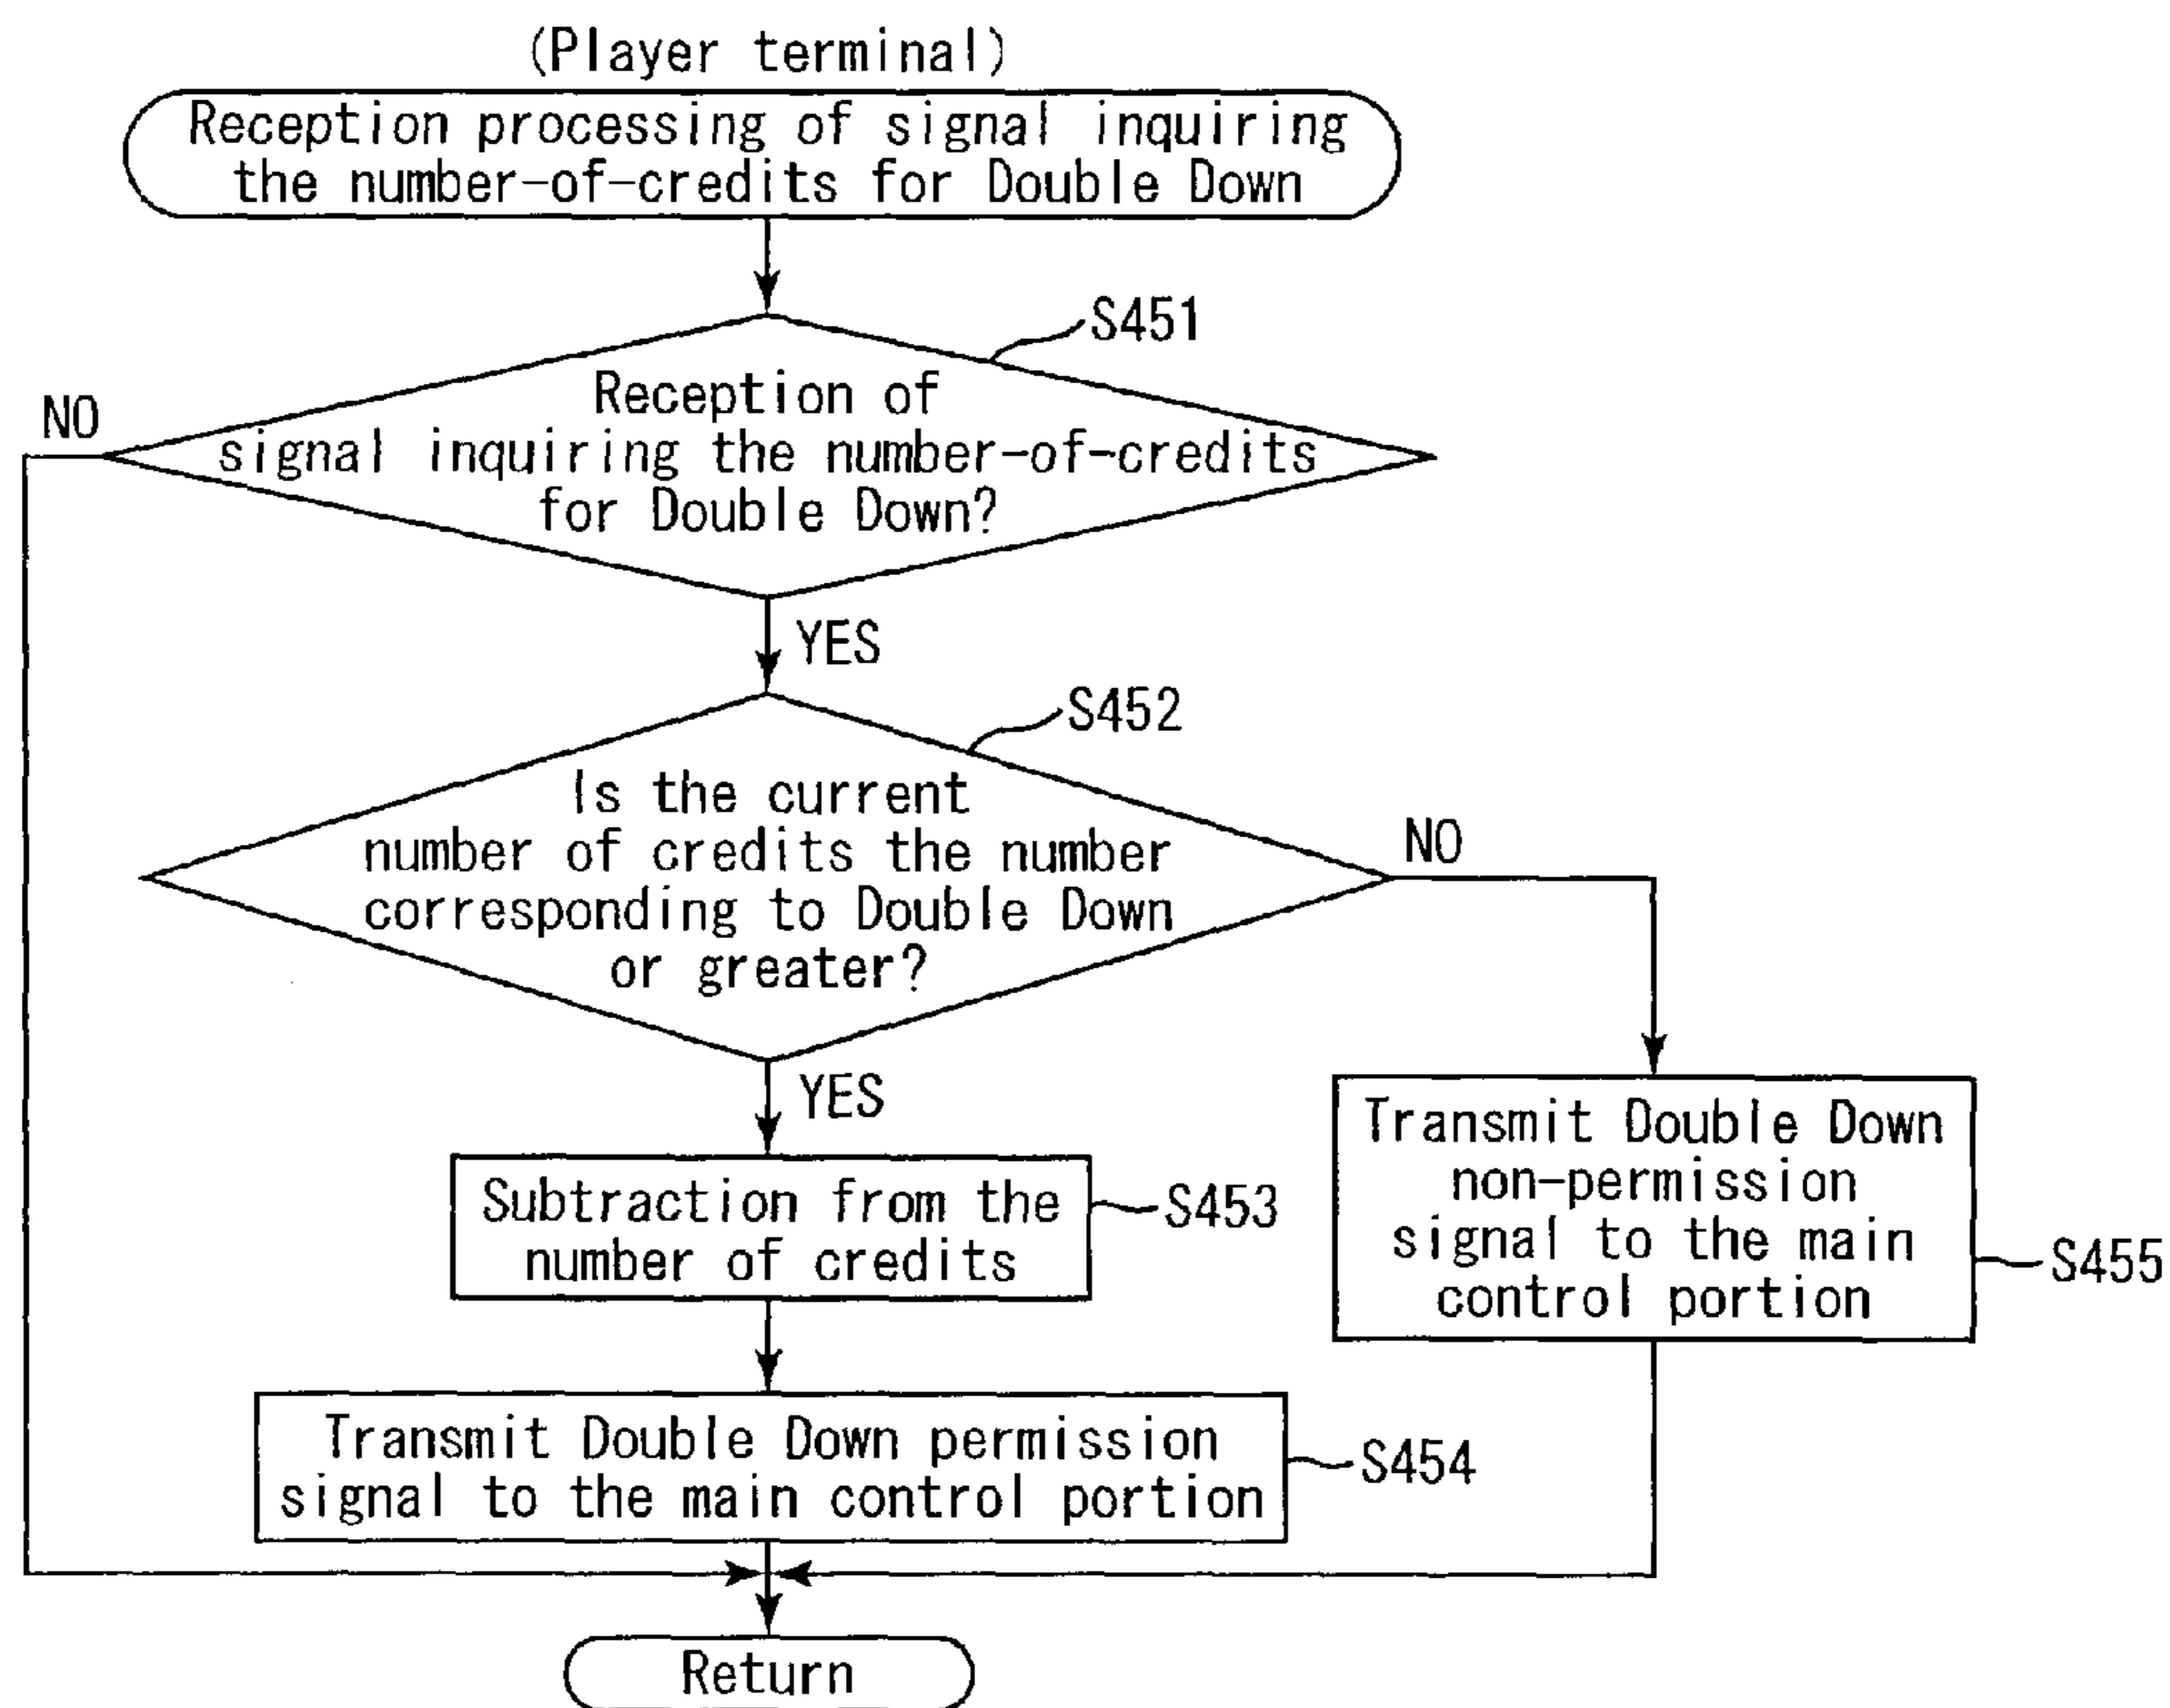 (Player terminal)
Reception processing of signal inquiring
the number-of-credits for Double Down
S451
Reception of
signal inquiring the number-of-credits
for Double Down?
NO
YES
S452
Is the current
number of credits the number
corresponding to Double Down
or greater?
NO
YES
Subtraction from the
number of credits
S453
Transmit Double Down
non-permission
signal to the main
control portion
S455
Transmit Double Down permission
signal to the main control portion
S454
Return